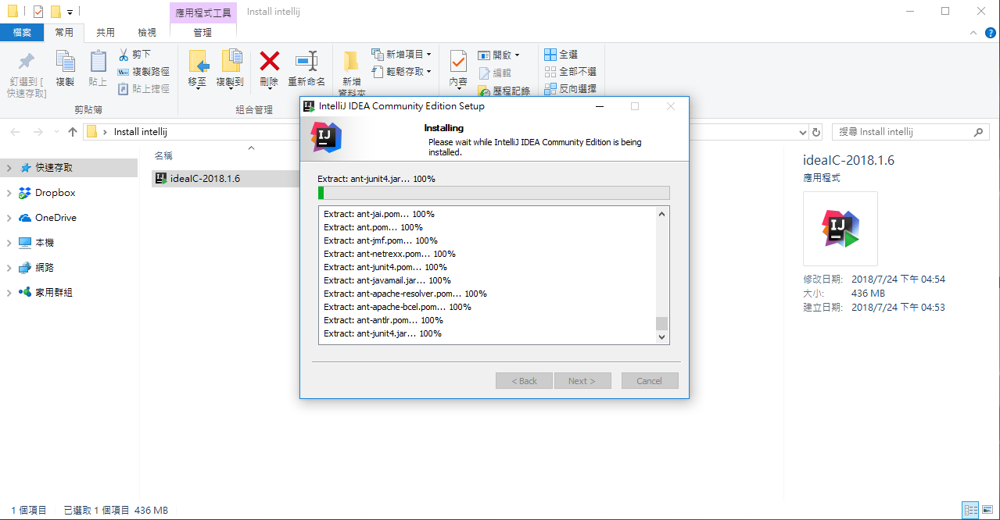 應用程式工具
Install intellij
檔案
常用
共用
檢視
管理
釘選到 [
快速存取]
複製
貼上
剪下
複製路徑
貼上捷徑
剪貼簿
移至
複製到
刪除
重新命名
組合管理
新增
資料夾
新增項目
輕鬆存取
內容
開啟
編輯
歷程記錄
全選
全部不選
反向選擇
Install intellij
搜尋 Install intellij
快速存取
Dropbox
OneDrive
本機
網路
家用群組
名稱
ideaIC-2018.1.6
IntelliJ IDEA Community Edition Setup
IJ
Installing
Please wait while IntelliJ IDEA Community Edition is being
installed.
Extract: ant-junit4.jar... 100%
Extract: ant-jai.pom... 100%
Extract: ant.pom... 100%
Extract: ant-jmf.pom... 100%
Extract: ant-netrexx.pom... 100%
Extract: ant-junit4.pom... 100%
Extract: ant-javamail.jar... 100%
Extract: ant-apache-resolver.pom... 100%
Extract: ant-apache-bcel.pom... 100%
Extract: ant-antlr.pom... 100%
Extract: ant-junit4.jar... 100%
< Back
Next >
Cancel
ideaIC-2018.1.6
應用程式
IJ
修改日期: 2018/7/24 下午 04:54
大小: 436 MB
建立日期: 2018/7/24 下午 04:53
1 個項目
已選取 1 個項目 436 MB